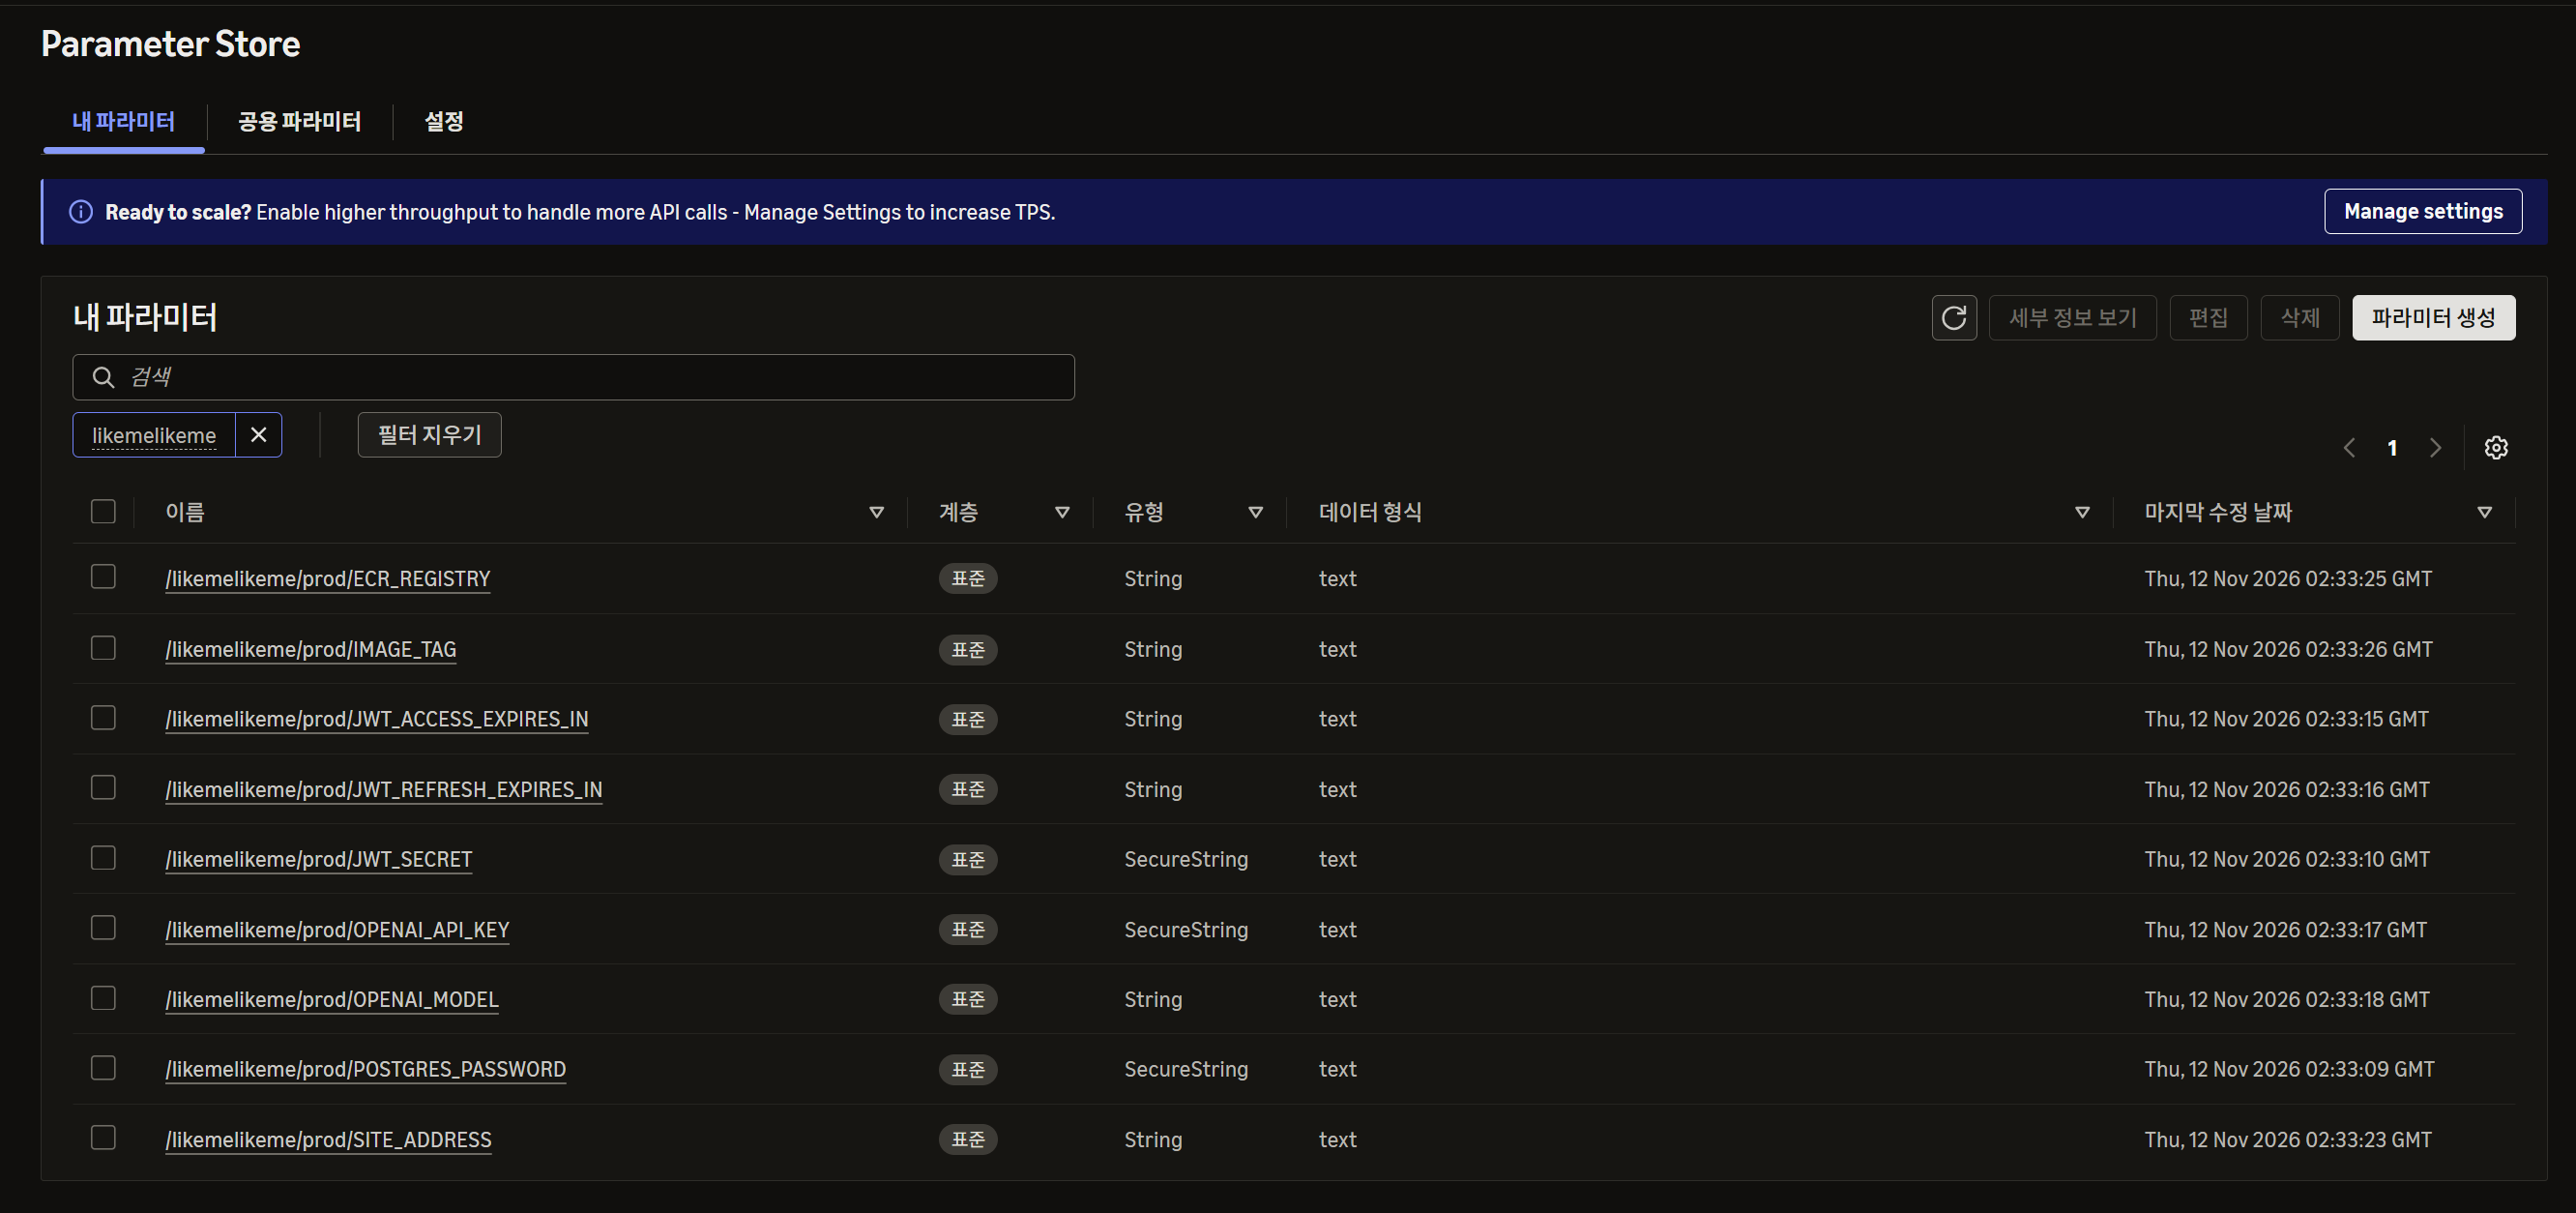 Parameter Store
내 파라미터 공용 파라미터 설정
Ready to scale? Enable higher throughput to handle more API calls - Manage Settings to increase TPS. Manage settings
내 파라미터 세부 정보 보기 편집 삭제 파라미터 생성
검색
likemelikeme 필터 지우기
1
이름 계층 유형 데이터 형식 마지막 수정 날짜
/likemelikeme/prod/ECR_REGISTRY 표준 String text Thu, 12 Nov 2026 02:33:25 GMT
/likemelikeme/prod/IMAGE_TAG 표준 String text Thu, 12 Nov 2026 02:33:26 GMT
/likemelikeme/prod/JWT_ACCESS_EXPIRES_IN 표준 String text Thu, 12 Nov 2026 02:33:15 GMT
/likemelikeme/prod/JWT_REFRESH_EXPIRES_IN 표준 String text Thu, 12 Nov 2026 02:33:16 GMT
/likemelikeme/prod/JWT_SECRET 표준 SecureString text Thu, 12 Nov 2026 02:33:10 GMT
/likemelikeme/prod/OPENAI_API_KEY 표준 SecureString text Thu, 12 Nov 2026 02:33:17 GMT
/likemelikeme/prod/OPENAI_MODEL 표준 String text Thu, 12 Nov 2026 02:33:18 GMT
/likemelikeme/prod/POSTGRES_PASSWORD 표준 SecureString text Thu, 12 Nov 2026 02:33:09 GMT
/likemelikeme/prod/SITE_ADDRESS 표준 String text Thu, 12 Nov 2026 02:33:23 GMT